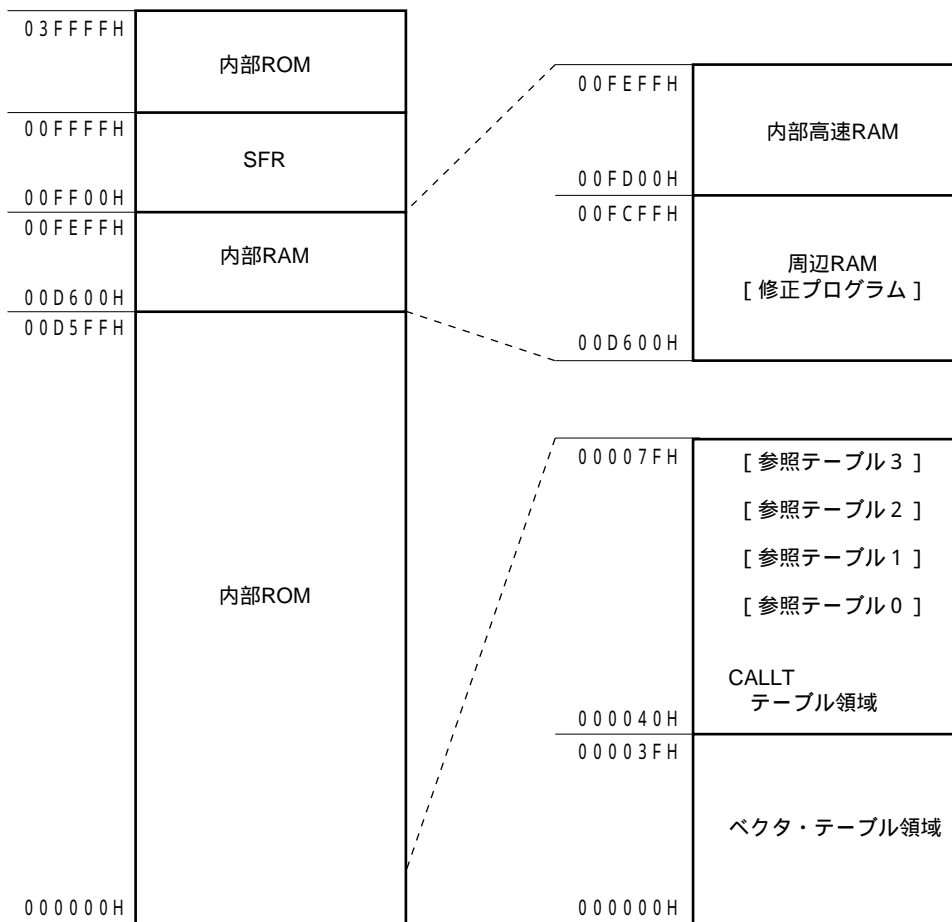 03FFFFH
内部ROM
00FFFFH
SFR
00FF00H
00FEFFH
内部RAM
00D600H
00D5FFH
内部ROM
000000H
00FEFFH
内部高速RAM
00FD00H
00FCFFH
周辺RAM
[ 修正プログラム ]
00D600H
00007FH
[ 参照テーブル3 ]
[ 参照テーブル2 ]
[ 参照テーブル1 ]
[ 参照テーブル0 ]
CALLT
テーブル領域
000040H
00003FH
ベクタ・テーブル領域
000000H